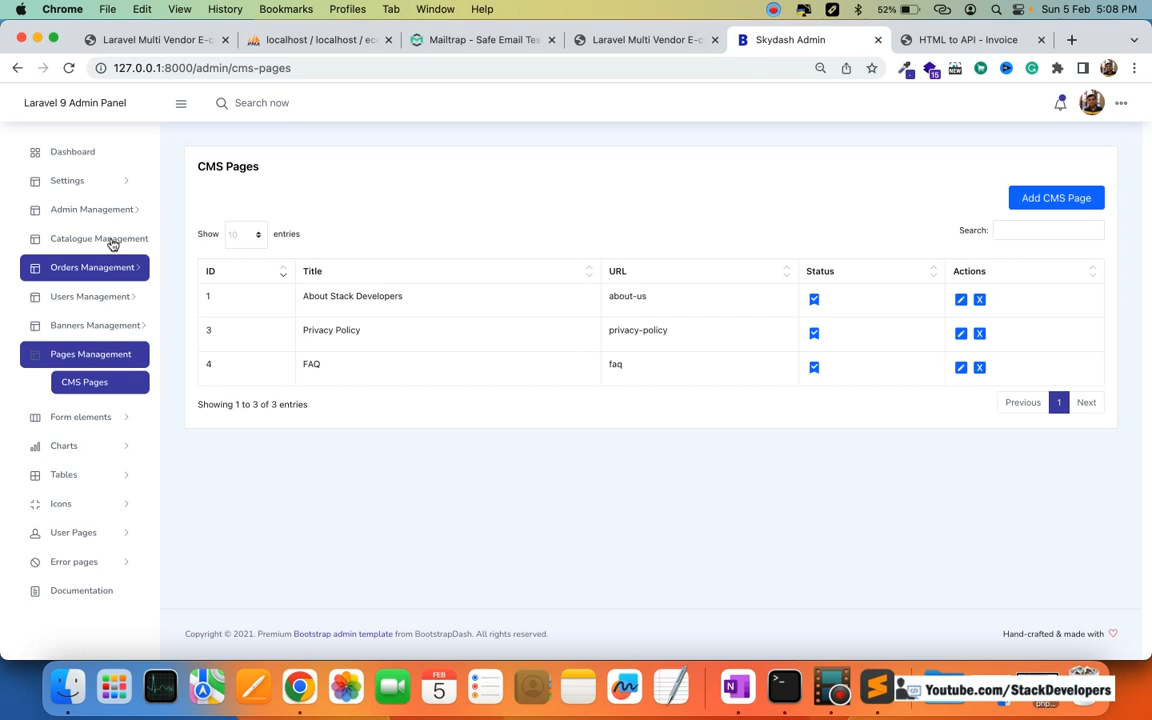 Chrome File Edit View History Bookmarks Profiles Tab Window Help 52% Sun 5 Feb 5:08 PM
Laravel Multi Vendor E-c localhost / localhost / ec Mailtrap - Safe Email Tes Laravel Multi Vendor E-c Skydash Admin HTML to API - Invoice
127.0.0.1:8000/admin/cms-pages
Laravel 9 Admin Panel Search now
Dashboard
Settings
Admin Management
Catalogue Management
Orders Management
Users Management
Banners Management
Pages Management
CMS Pages
Form elements
Charts
Tables
Icons
User Pages
Error pages
Documentation
CMS Pages
Add CMS Page
Show 10 entries Search:
ID Title URL Status Actions
1 About Stack Developers about-us
3 Privacy Policy privacy-policy
4 FAQ faq
Showing 1 to 3 of 3 entries Previous 1 Next
Copyright © 2021. Premium Bootstrap admin template from BootstrapDash. All rights reserved. Hand-crafted & made with
FEB
5
Youtube.com/StackDevelopers